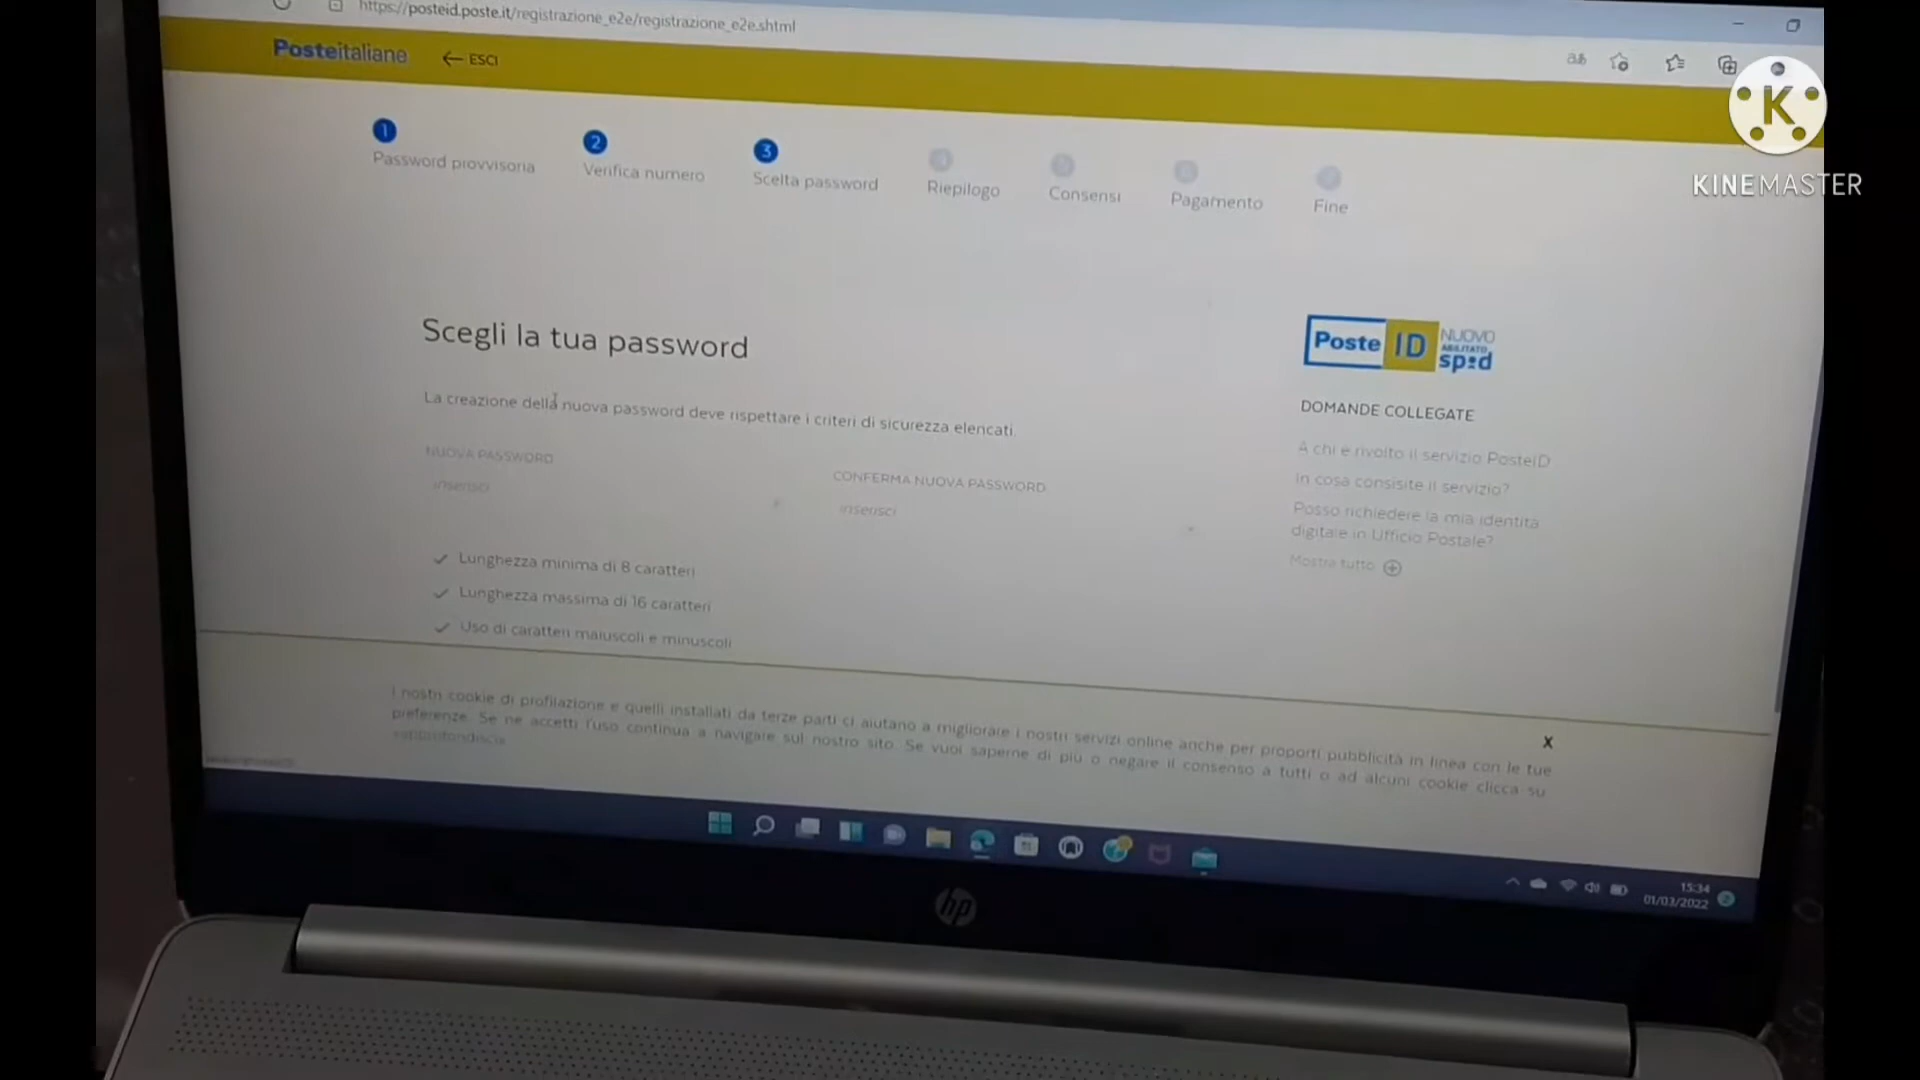 https://posteid.poste.it/registrazione_e2e/registrazione_e2e.shtml
Posteitaliane
ESCI
K
KINEMASTER
1
2
3
Password provvisoria
Verifica numero
Scelta password
Riepilogo
Consensi
Pagamento
Fine
Scegli la tua password
La creazione della nuova password deve rispettare i criteri di sicurezza elencati.
NUOVA PASSWORD
inserisci
CONFERMA NUOVA PASSWORD
inserisci
Lunghezza minima di 8 caratteri
Lunghezza massima di 16 caratteri
Uso di caratteri maiuscoli e minuscoli
Poste ID NUOVO
ABILITATO
spid
DOMANDE COLLEGATE
A chi è rivolto il servizio PosteID
In cosa consisite il servizio?
Posso richiedere la mia identità
digitale in Ufficio Postale?
Mostra tutto
I nostri cookie di profilazione e quelli installati da terze parti ci aiutano a migliorare i nostri servizi online anche per proporti pubblicità in linea con le tue
preferenze. Se ne accetti l'uso continua a navigare sul nostro sito. Se vuoi saperne di più o negare il consenso a tutti o ad alcuni cookie clicca su
«approfondisci»
x
15:34
01/03/2022
hp